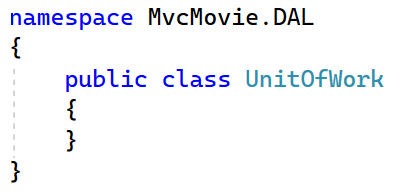 namespace MvcMovie.DAL
{
    public class UnitOfWork
    {
    }
}